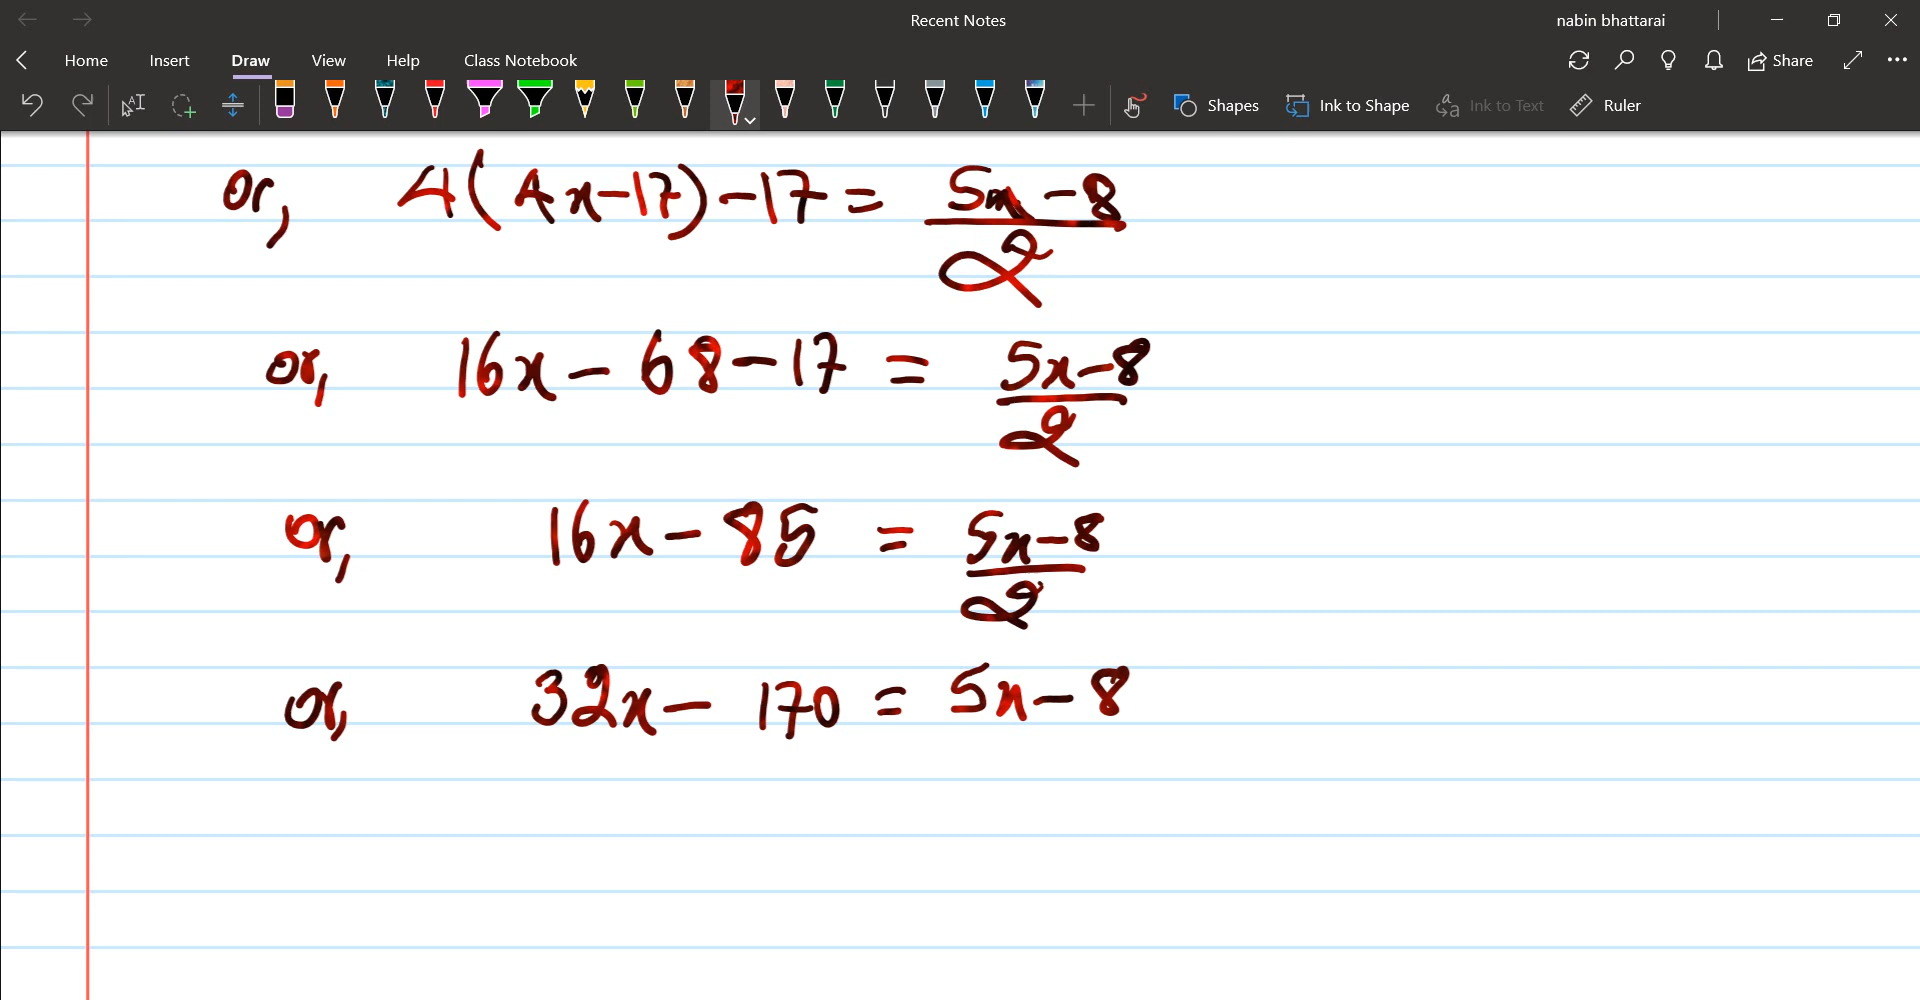 Recent Notes
nabin bhattarai
Home Insert Draw View Help Class Notebook
Share
Shapes Ink to Shape Ink to Text Ruler
or, 4(4x-17)-17 = 5x-8/2
or, 16x - 68-17 = 5x-8/2
or, 16x - 85 = 5x-8/2
or, 32x - 170 = 5x-8